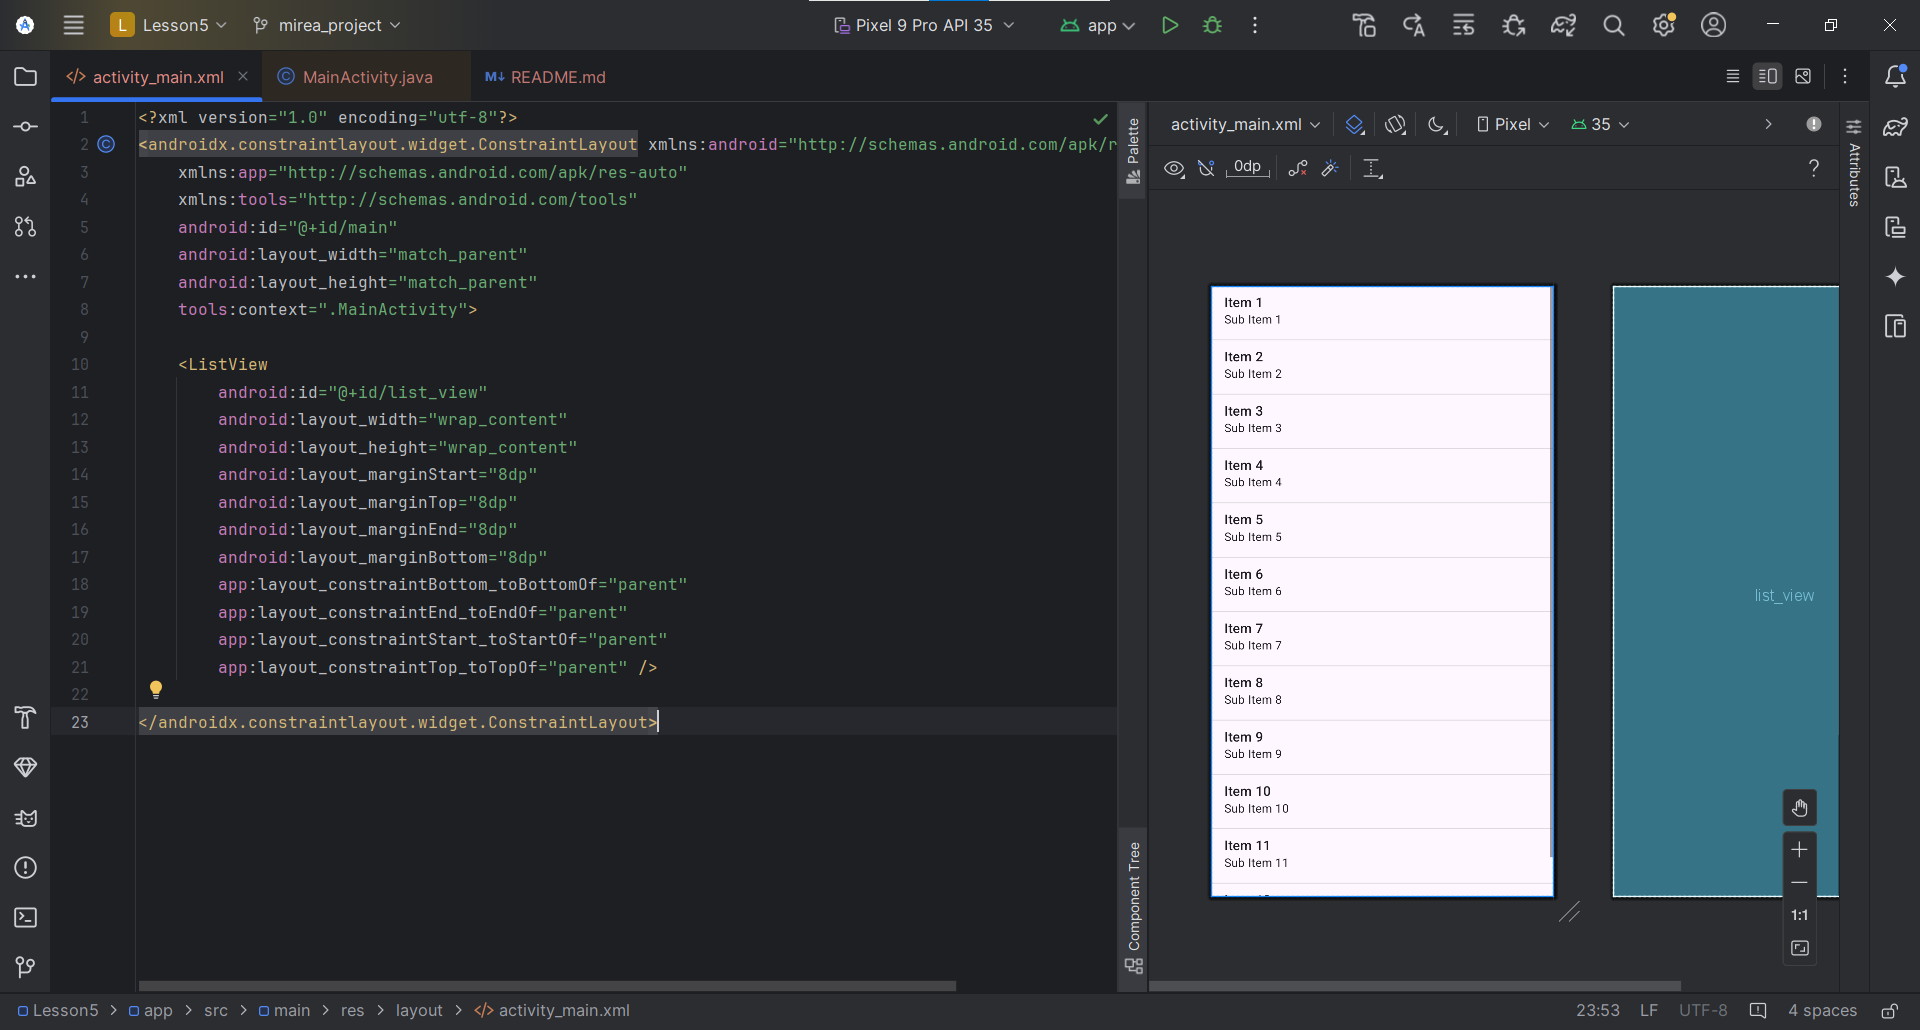 L Lesson5 mirea_project Pixel 9 Pro API 35 app
activity_main.xml MainActivity.java README.md
1 <?xml version="1.0" encoding="utf-8"?>
2 <androidx.constraintlayout.widget.ConstraintLayout xmlns:android="http://schemas.android.com/apk/r
3 xmlns:app="http://schemas.android.com/apk/res-auto"
4 xmlns:tools="http://schemas.android.com/tools"
5 android:id="@+id/main"
6 android:layout_width="match_parent"
7 android:layout_height="match_parent"
8 tools:context=".MainActivity">
9
10 <ListView
11 android:id="@+id/list_view"
12 android:layout_width="wrap_content"
13 android:layout_height="wrap_content"
14 android:layout_marginStart="8dp"
15 android:layout_marginTop="8dp"
16 android:layout_marginEnd="8dp"
17 android:layout_marginBottom="8dp"
18 app:layout_constraintBottom_toBottomOf="parent"
19 app:layout_constraintEnd_toEndOf="parent"
20 app:layout_constraintStart_toStartOf="parent"
21 app:layout_constraintTop_toTopOf="parent" />
22
23 </androidx.constraintlayout.widget.ConstraintLayout>
Palette
Component Tree
activity_main.xml Pixel 35
0dp ?
Attributes
Item 1
Sub Item 1
Item 2
Sub Item 2
Item 3
Sub Item 3
Item 4
Sub Item 4
Item 5
Sub Item 5
Item 6
Sub Item 6
Item 7
Sub Item 7
Item 8
Sub Item 8
Item 9
Sub Item 9
Item 10
Sub Item 10
Item 11
Sub Item 11
list_view
1:1
Lesson5 > app > src > main > res > layout > activity_main.xml 23:53 LF UTF-8 4 spaces